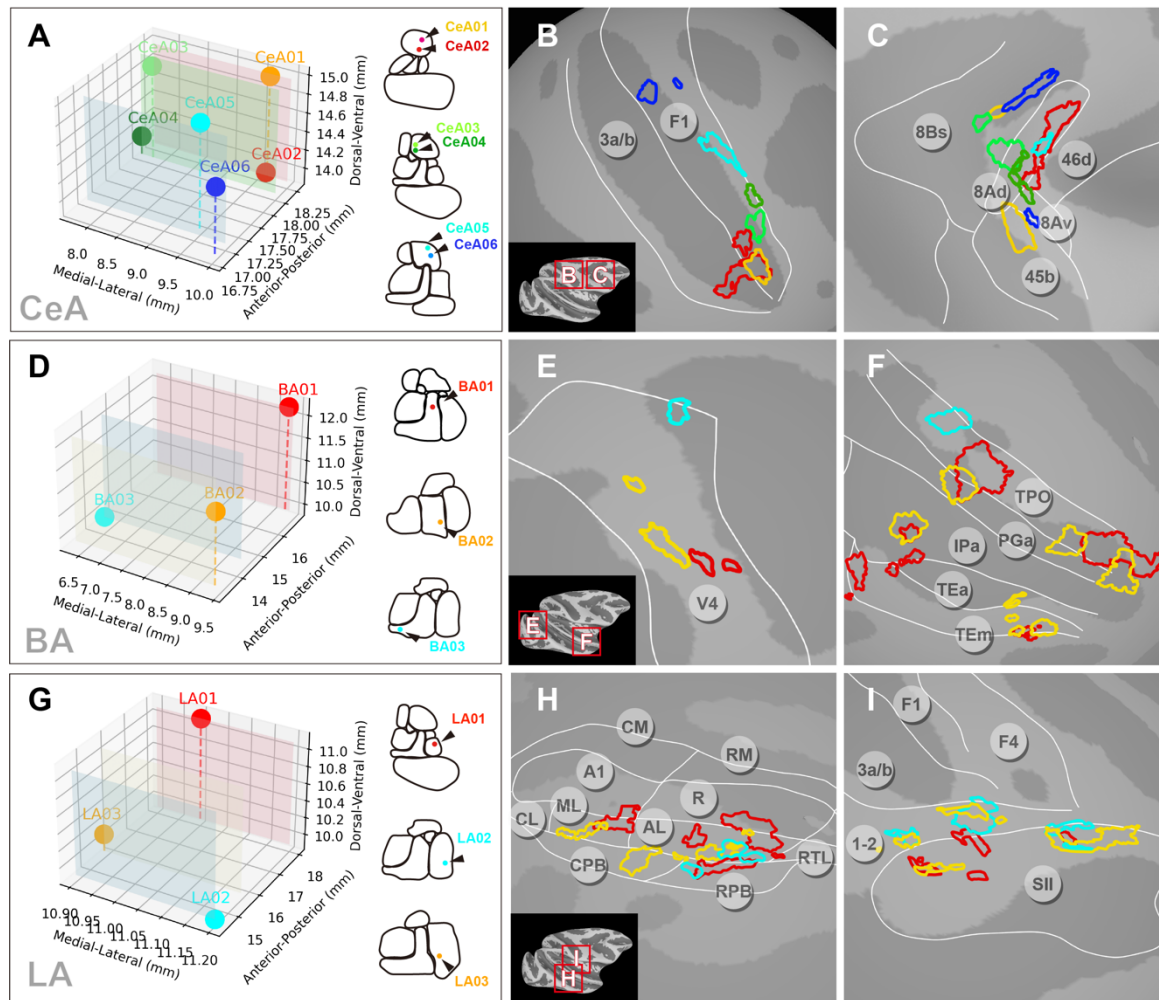 A
CeA03
CeA01
CeA05
CeA04
CeA06
CeA02
15.0
14.8
14.6
14.4
14.2
14.0
Dorsal-Ventral (mm)
18.25
18.00
17.75
17.50
17.25
17.00
16.75
Anterior-Posterior (mm)
8.0
8.5
9.0
9.5
10.0
Medial-Lateral (mm)
CeA
CeA01
CeA02
CeA03
CeA04
CeA05
CeA06
B
3a/b
F1
B
C
C
8Bs
46d
8Ad
8Av
45b
D
BA01
BA02
BA03
12.0
11.5
11.0
10.5
10.0
Dorsal-Ventral (mm)
16
15
14
Anterior-Posterior (mm)
6.5
7.0
7.5
8.0
8.5
9.0
9.5
Medial-Lateral (mm)
BA
BA01
BA02
BA03
E
V4
E
F
F
TPO
IPa
PGa
TEa
TEm
G
LA01
LA03
LA02
11.0
10.8
10.6
10.4
10.2
10.0
Dorsal-Ventral (mm)
18
17
16
15
Anterior-Posterior (mm)
10.90
10.95
11.00
11.05
11.10
11.15
11.20
Medial-Lateral (mm)
LA
LA01
LA02
LA03
H
CM
RM
A1
ML
R
CL
AL
CPB
RTL
RPB
I
H
I
F1
F4
3a/b
1-2
SII